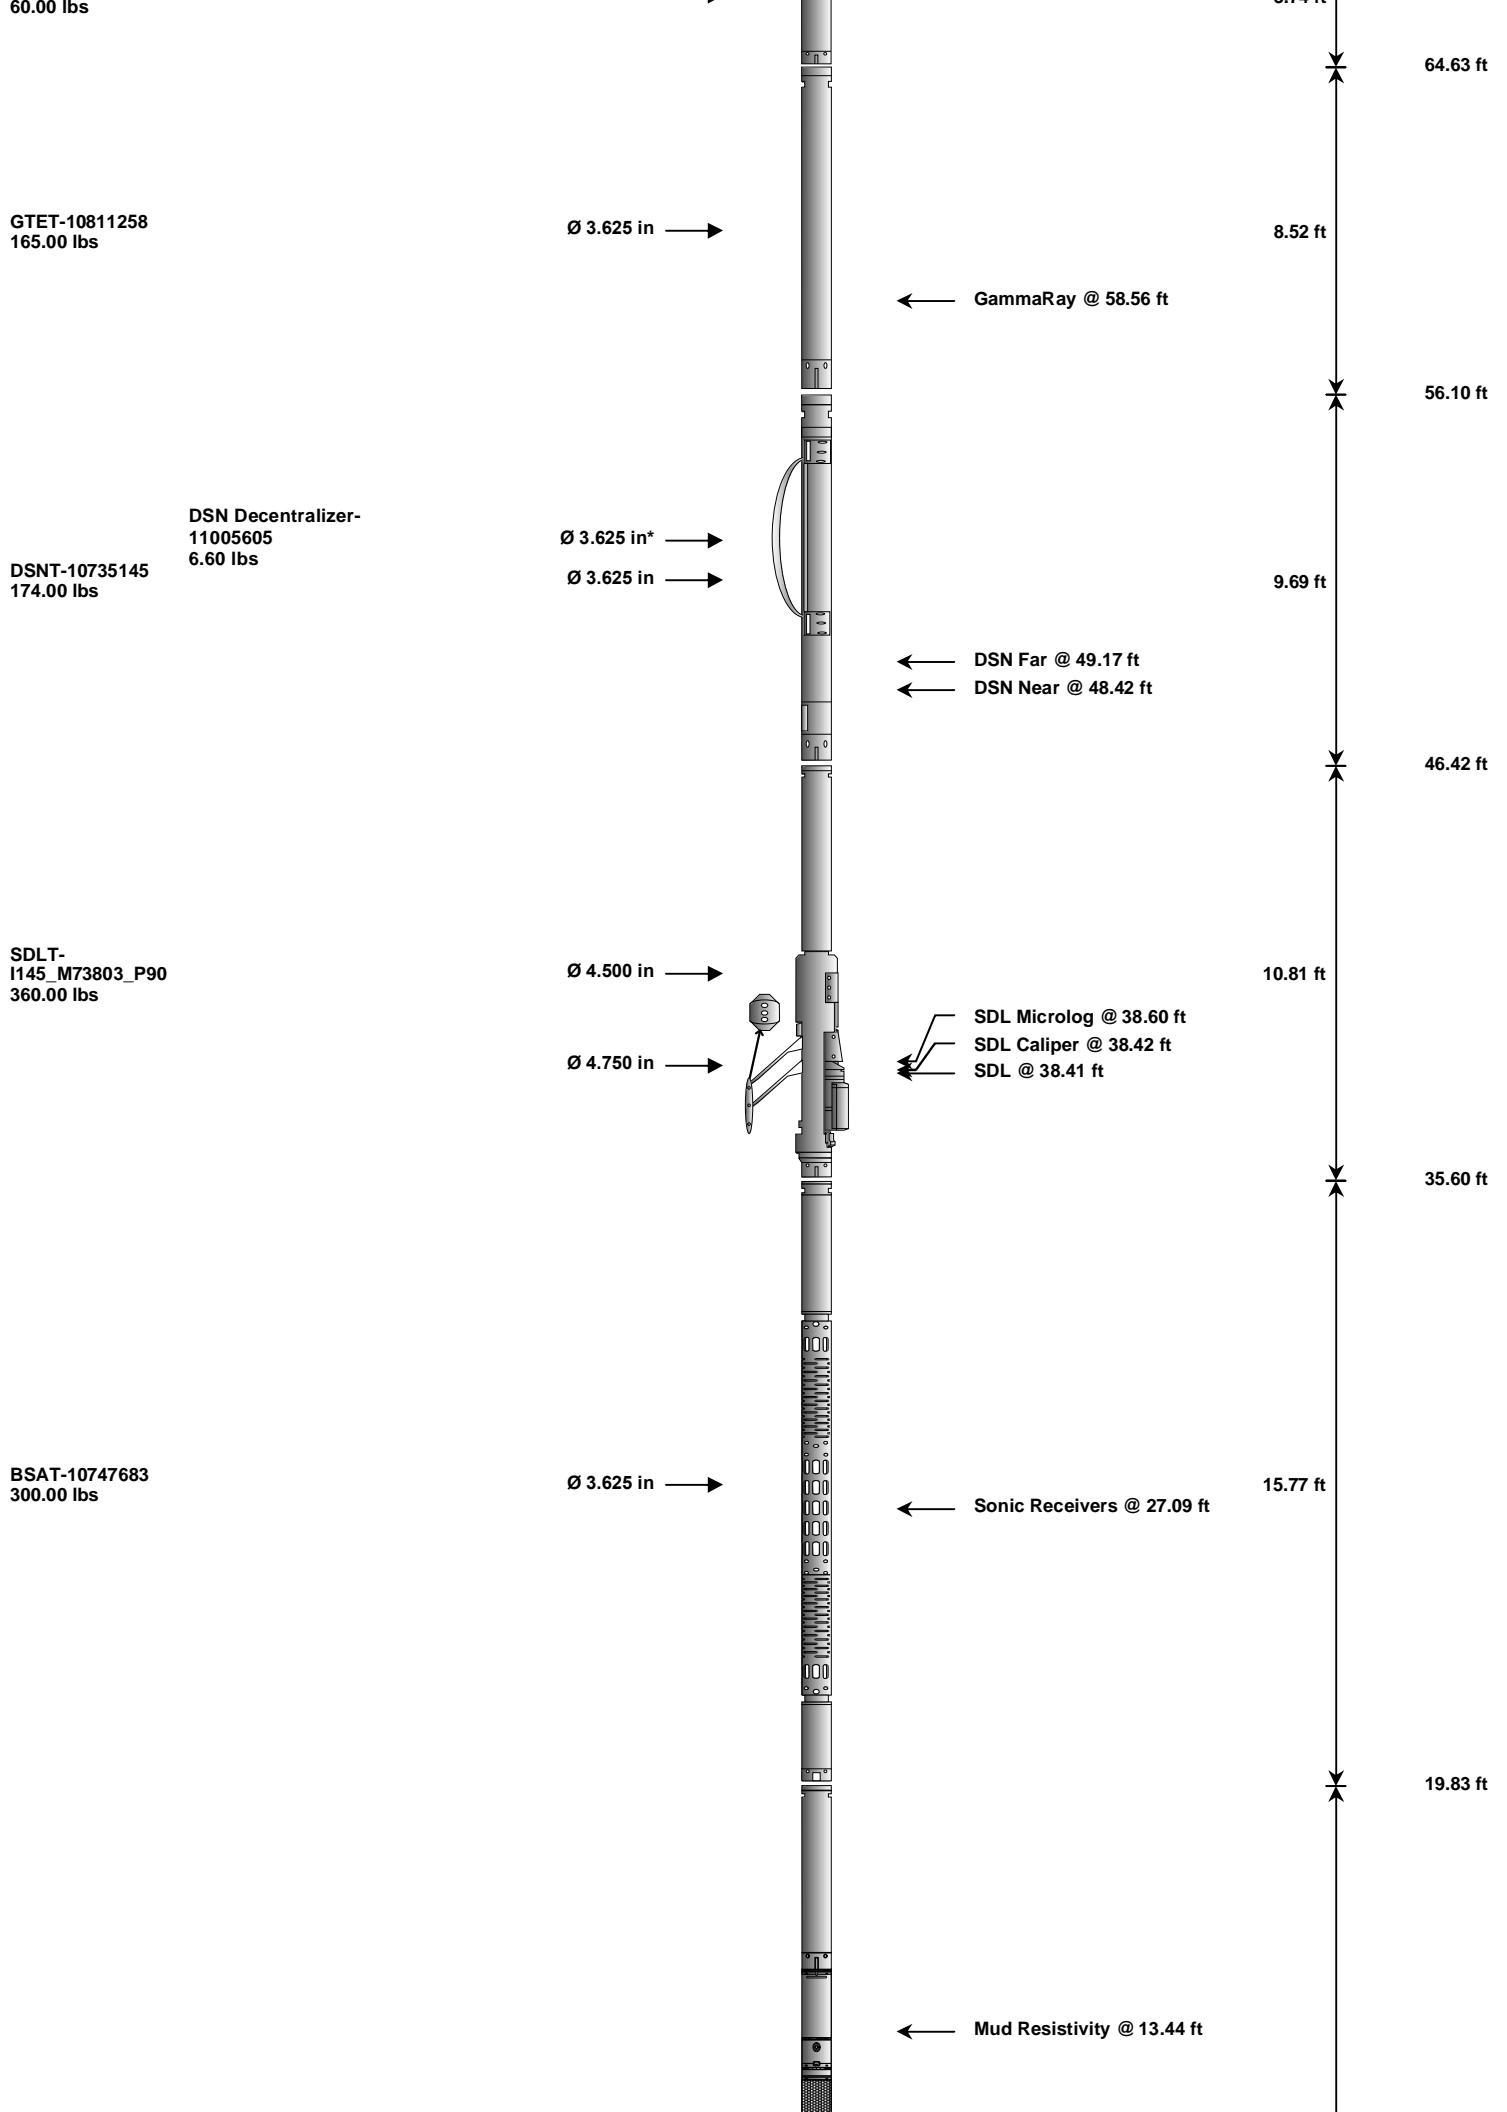 60.00 lbs
64.63 ft
GTET-10811258
165.00 lbs
Ø 3.625 in
8.52 ft
GammaRay @ 58.56 ft
56.10 ft
DSN Decentralizer-
11005605
6.60 lbs
Ø 3.625 in*
DSNT-10735145
174.00 lbs
Ø 3.625 in
9.69 ft
DSN Far @ 49.17 ft
DSN Near @ 48.42 ft
46.42 ft
SDLT-
I145_M73803_P90
360.00 lbs
Ø 4.500 in
10.81 ft
SDL Microlog @ 38.60 ft
SDL Caliper @ 38.42 ft
Ø 4.750 in
SDL @ 38.41 ft
35.60 ft
BSAT-10747683
300.00 lbs
Ø 3.625 in
15.77 ft
Sonic Receivers @ 27.09 ft
19.83 ft
Mud Resistivity @ 13.44 ft